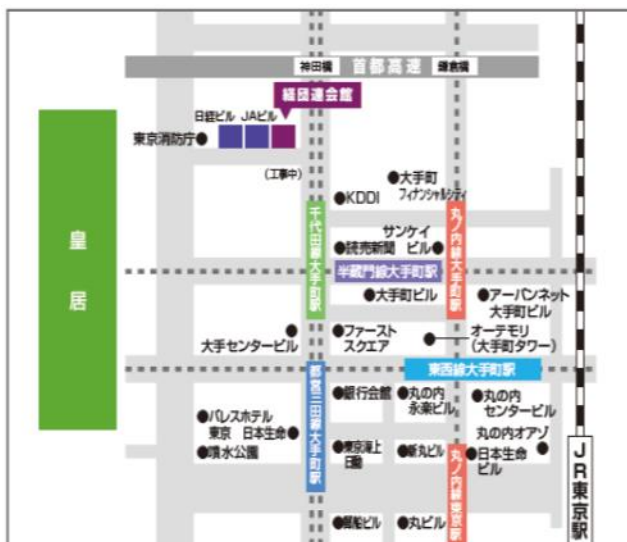 神田橋
首都高速
鎌倉橋
経団連会館
日経ビル JAビル
東京消防庁
(工事中)
大手町
フィナンシャルシティ
KDDI
皇居
千代田線大手町駅
丸ノ内線大手町駅
サンケイ
読売新聞 ビル
半蔵門線大手町駅
大手町ビル
アーバンネット
大手町ビル
大手センタービル
ファースト
スクエア
オーテモリ
(大手町タワー)
東西線大手町駅
都営三田線大手町駅
銀行会館
丸の内
永楽ビル
丸の内
センタービル
パレスホテル
東京 日本生命
噴水公園
丸の内オアゾ
東京海上
日動
新丸ビル
丸ノ内線東京駅
日本生命
ビル
JR東京駅
郵船ビル
丸ビル